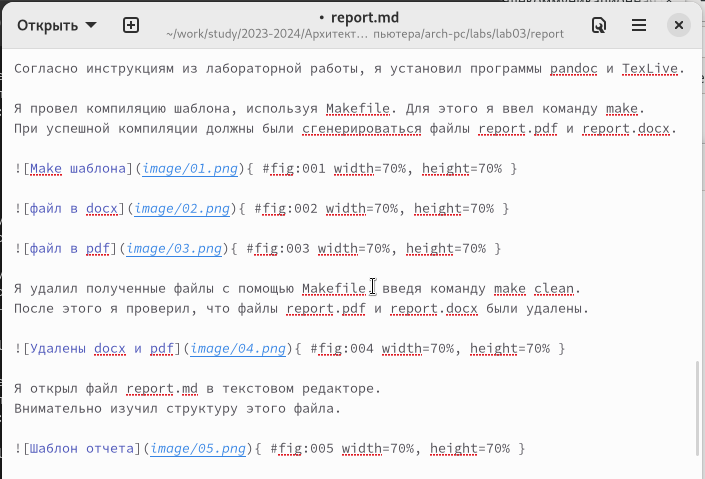 Открыть
• report.md
~/work/study/2023-2024/Архитект… пьютера/arch-pc/labs/lab03/report
Согласно инструкциям из лабораторной работы, я установил программы pandoc и TexLive.
Я провел компиляцию шаблона, используя Makefile. Для этого я ввел команду make.
При успешной компиляции должны были сгенерироваться файлы report.pdf и report.docx.
![Make шаблона](image/01.png){ #fig:001 width=70%, height=70% }
![файл в docx](image/02.png){ #fig:002 width=70%, height=70% }
![файл в pdf](image/03.png){ #fig:003 width=70%, height=70% }
Я удалил полученные файлы с помощью Makefile, введя команду make clean.
После этого я проверил, что файлы report.pdf и report.docx были удалены.
![Удалены docx и pdf](image/04.png){ #fig:004 width=70%, height=70% }
Я открыл файл report.md в текстовом редакторе.
Внимательно изучил структуру этого файла.
![Шаблон отчета](image/05.png){ #fig:005 width=70%, height=70% }